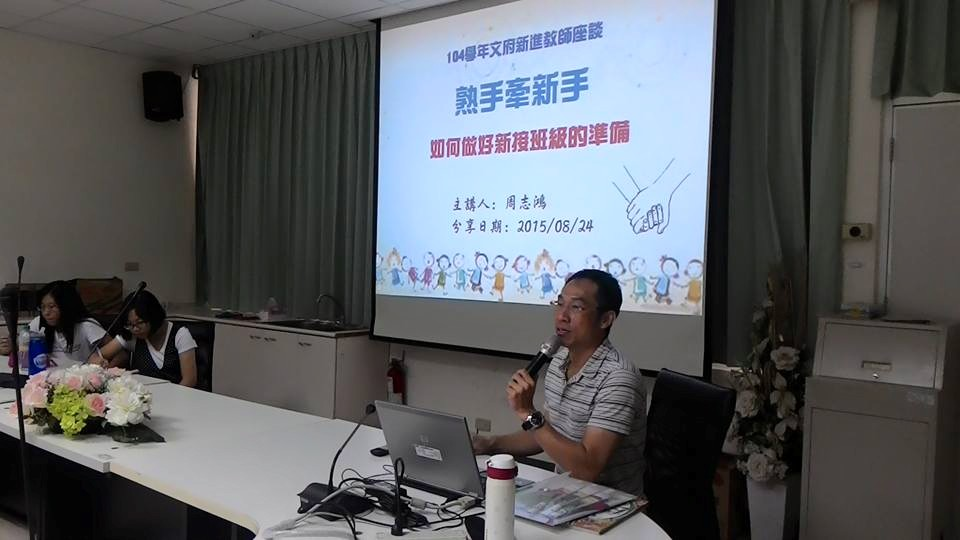 104學年文府新進教師座談
熟手牽新手
如何做好新接班級的準備
主講人：周志鴻
分享日期：2015/08/24